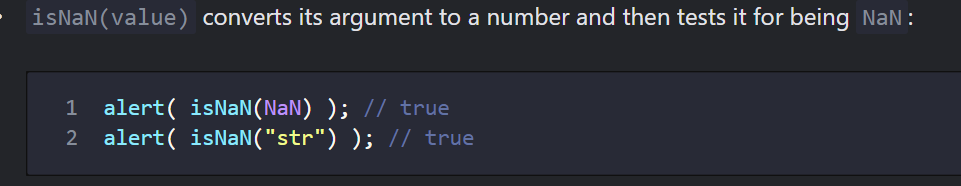 isNaN(value) converts its argument to a number and then tests it for being NaN:
1 alert( isNaN(NaN) ); // true
2 alert( isNaN("str") ); // true